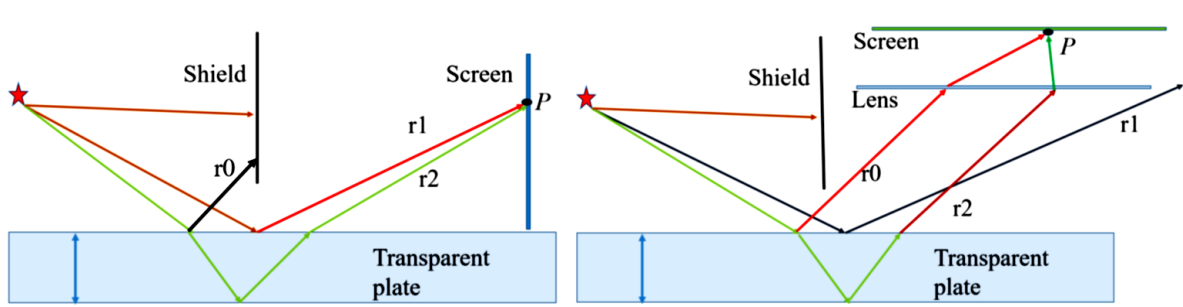 Shield
Screen
P
r1
r0
r2
Transparent
plate
Screen
P
Shield
Lens
r1
r0
r2
Transparent
plate